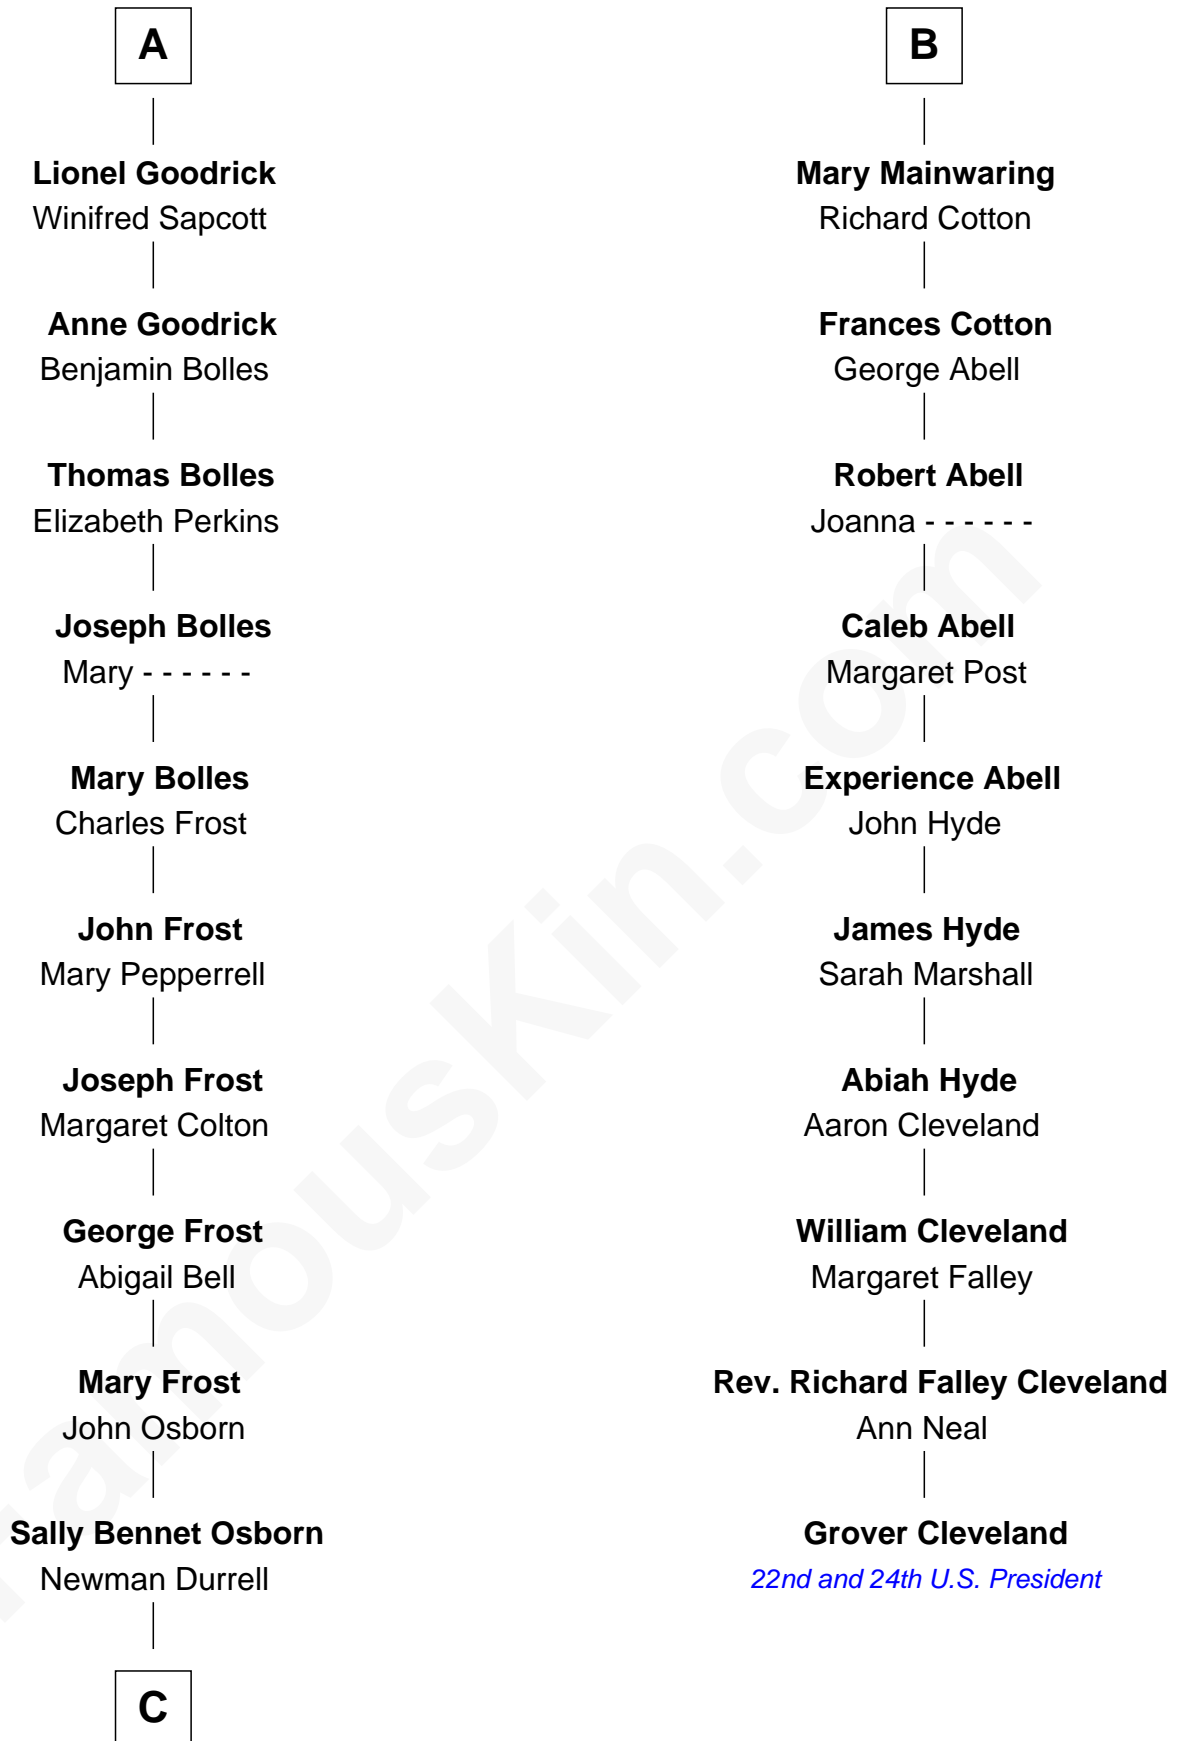 A
Lionel Goodrick
Winifred Sapcott
Anne Goodrick
Benjamin Bolles
Thomas Bolles
Elizabeth Perkins
Joseph Bolles
Mary - - - - - -
Mary Bolles
Charles Frost
John Frost
Mary Pepperrell
Joseph Frost
Margaret Colton
George Frost
Abigail Bell
Mary Frost
John Osborn
Sally Bennet Osborn
Newman Durrell
C
B
Mary Mainwaring
Richard Cotton
Frances Cotton
George Abell
Robert Abell
Joanna - - - - - -
Caleb Abell
Margaret Post
Experience Abell
John Hyde
James Hyde
Sarah Marshall
Abiah Hyde
Aaron Cleveland
William Cleveland
Margaret Falley
Rev. Richard Falley Cleveland
Ann Neal
Grover Cleveland
22nd and 24th U.S. President
FamousKin.com